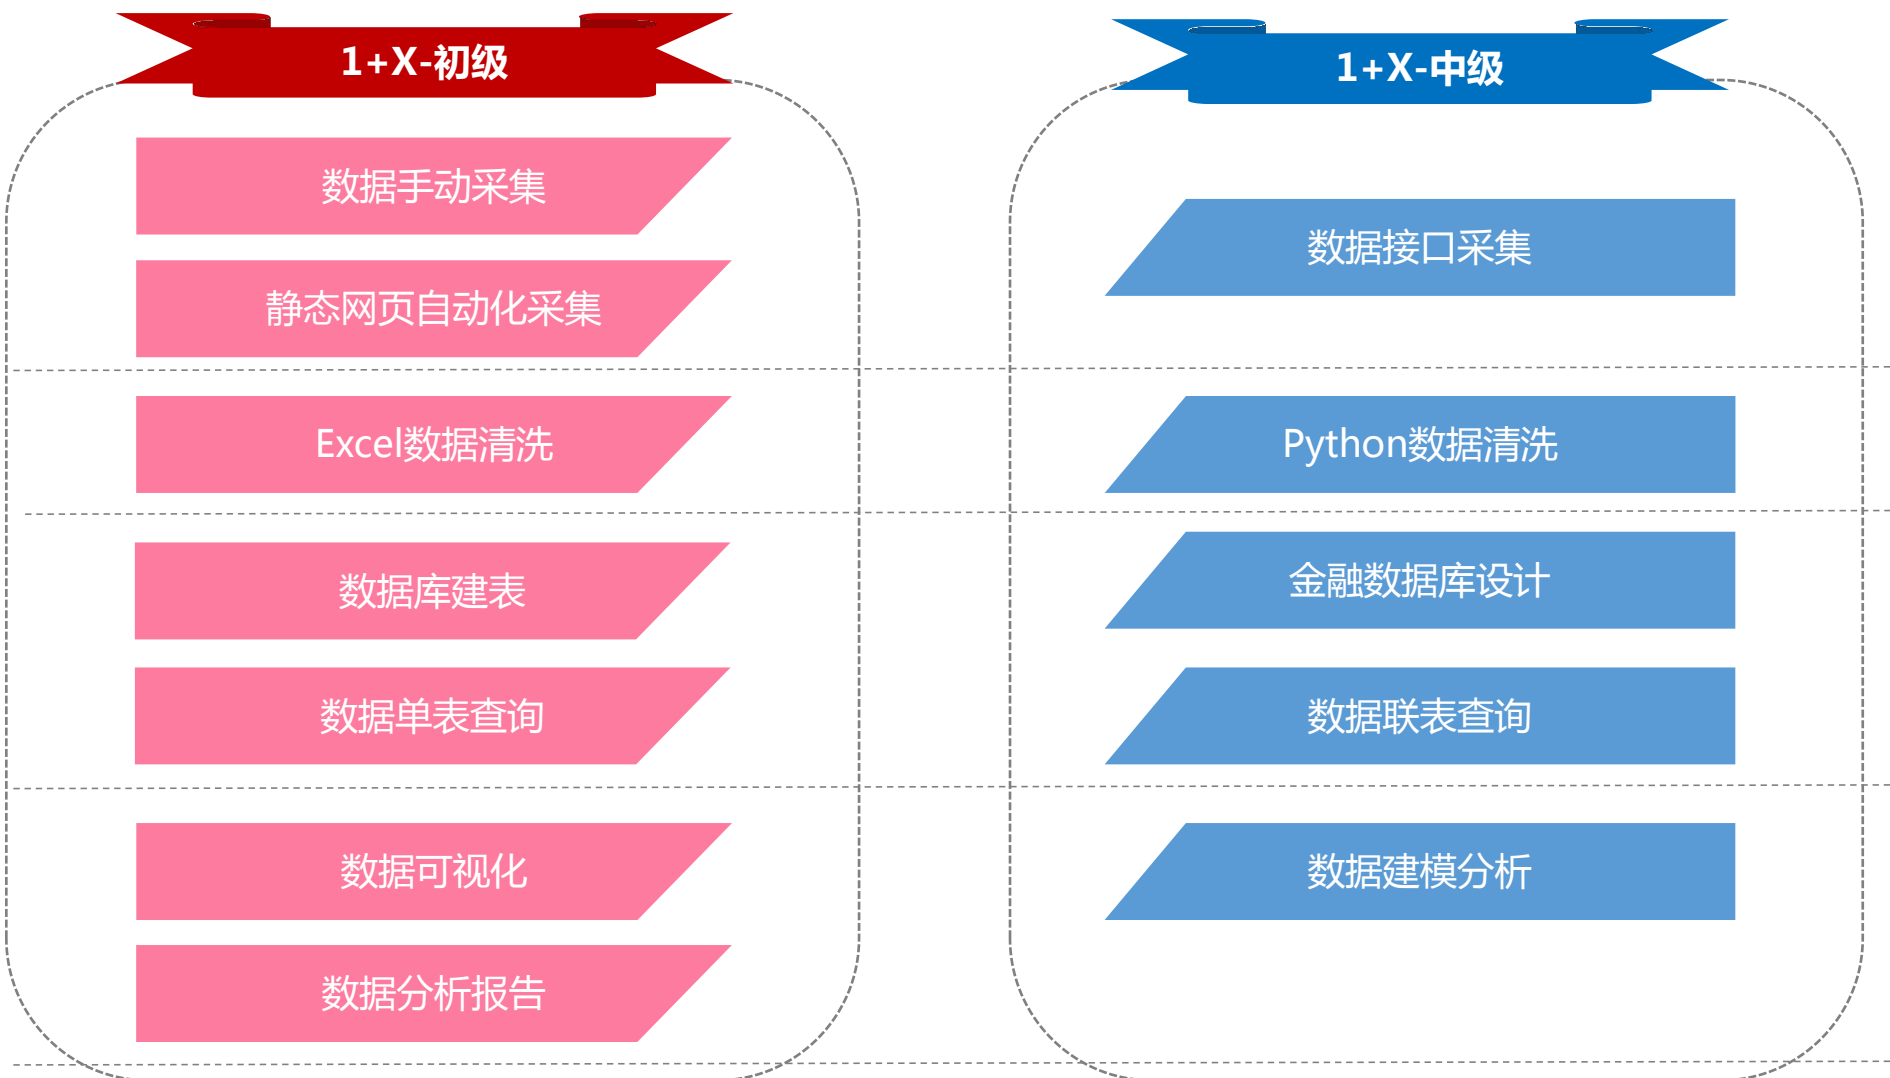 1+X-初级
数据手动采集
静态网页自动化采集
Excel数据清洗
数据库建表
数据单表查询
数据可视化
数据分析报告
1+X-中级
数据接口采集
Python数据清洗
金融数据库设计
数据联表查询
数据建模分析